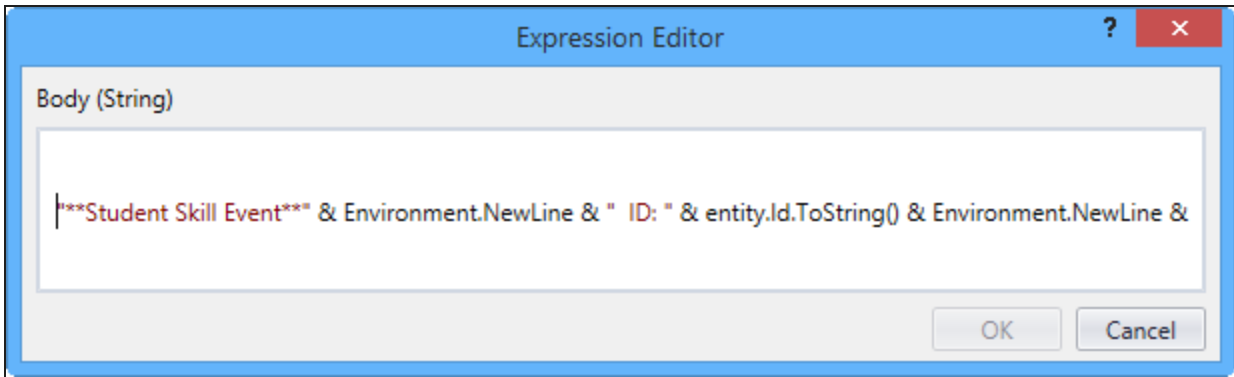 Expression Editor
? ×
Body (String)
"**Student Skill Event**" & Environment.NewLine & "  ID: " & entity.Id.ToString() & Environment.NewLine &
OK Cancel